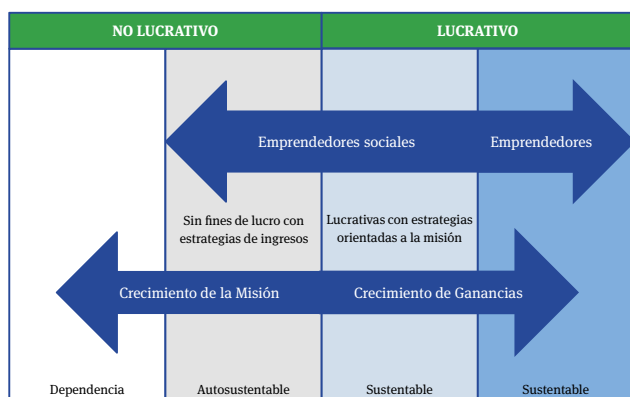 NO LUCRATIVO
LUCRATIVO
Emprendedores sociales
Emprendedores
Sin fines de lucro con
estrategias de ingresos
Lucrativas con estrategias
orientadas a la misión
Crecimiento de la Misión
Crecimiento de Ganancias
Dependencia
Autosustentable
Sustentable
Sustentable